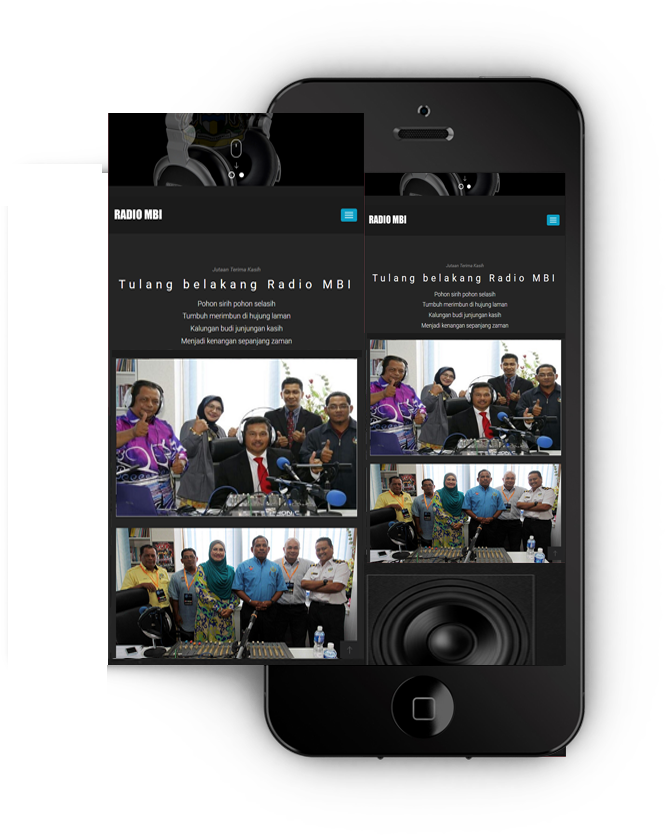 RADIO MBI
Jutaan Terima Kasih
Tulang belakang Radio MBI
Pohon sirih pohon selasih
Tumbuh merimbun di hujung laman
Kalungan budi junjungan kasih
Menjadi kenangan sepanjang zaman
RADIO MBI
Jutaan Terima Kasih
Tulang belakang Radio MBI
Pohon sirih pohon selasih
Tumbuh merimbun di hujung laman
Kalungan budi junjungan kasih
Menjadi kenangan sepanjang zaman